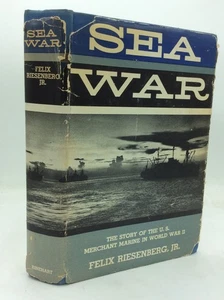 SEA
WAR
FELIX
RIESENBERG,
JR.
RINEHART
SEA
WAR
THE STORY OF THE U.S.
MERCHANT MARINE IN WORLD WAR II
FELIX RIESENBERG, JR.